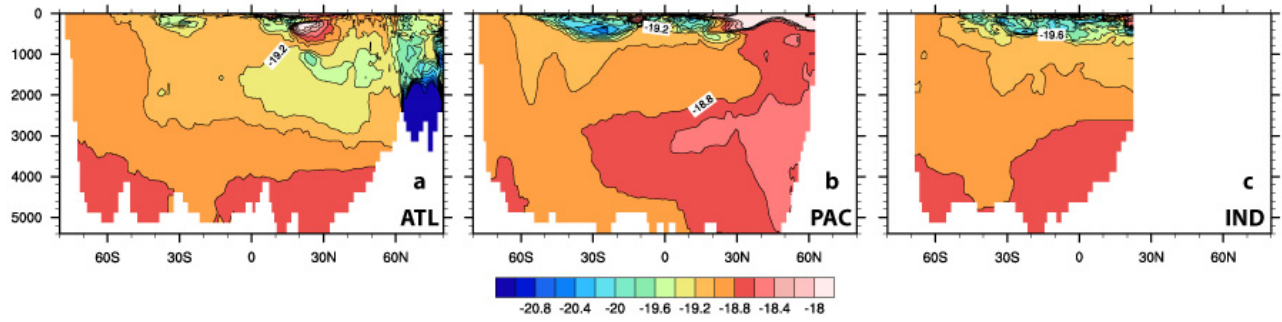 0
1000
2000
3000
4000
5000
-19.2
a
ATL
60S 30S 0 30N 60N
-19.2
-18.8
b
PAC
60S 30S 0 30N 60N
-19.6
c
IND
60S 30S 0 30N 60N
-20.8 -20.4 -20 -19.6 -19.2 -18.8 -18.4 -18